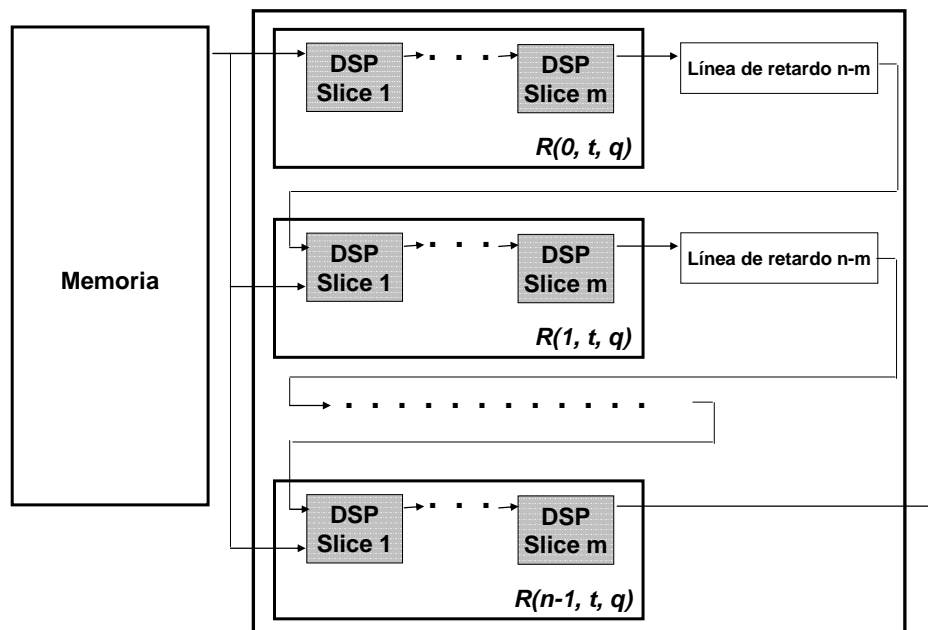 Memoria
DSP
Slice 1
. . .
DSP
Slice m
Línea de retardo n-m
R(0, t, q)
DSP
Slice 1
. . .
DSP
Slice m
Línea de retardo n-m
R(1, t, q)
. . . . . . . . . . . .
DSP
Slice 1
. . .
DSP
Slice m
R(n-1, t, q)